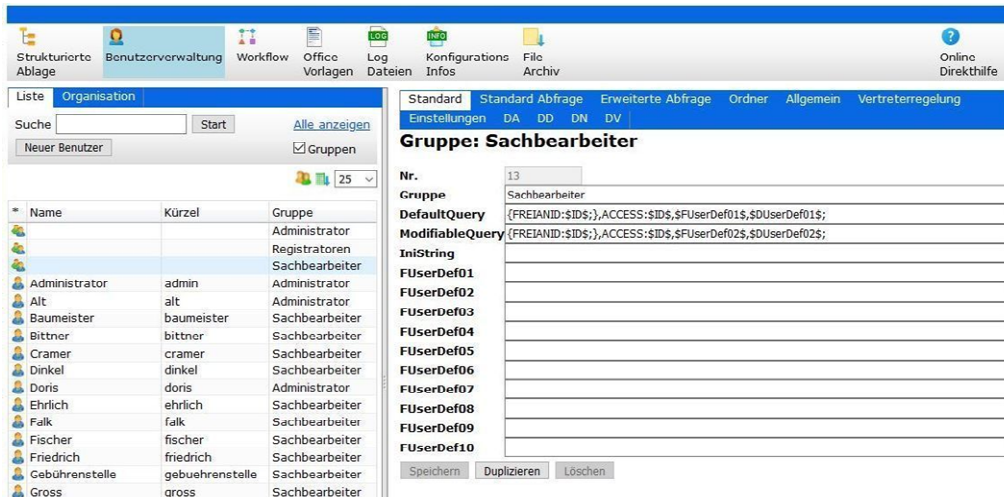 Strukturierte Ablage
Benutzerverwaltung
Workflow
Office Vorlagen
LOG
Log Dateien
INFO
Konfigurations Infos
File Archiv
?
Online Direkthilfe
Liste Organisation
Suche Start Alle anzeigen
Neuer Benutzer Gruppen
25
* Name Kürzel Gruppe
Administrator
Registratoren
Sachbearbeiter
Administrator admin Administrator
Alt alt Administrator
Baumeister baumeister Sachbearbeiter
Bittner bittner Sachbearbeiter
Cramer cramer Sachbearbeiter
Dinkel dinkel Sachbearbeiter
Doris doris Administrator
Ehrlich ehrlich Sachbearbeiter
Falk falk Sachbearbeiter
Fischer fischer Sachbearbeiter
Friedrich friedrich Sachbearbeiter
Gebührenstelle gebuehrenstelle Sachbearbeiter
Gross gross Sachbearbeiter
Standard Standard Abfrage Erweiterte Abfrage Ordner Allgemein Vertreterregelung
Einstellungen DA DD DN DV
Gruppe: Sachbearbeiter
Nr. 13
Gruppe Sachbearbeiter
DefaultQuery {FREIANID:$ID$;},ACCESS:$ID$,$FUserDef01$,$DUserDef01$;
ModifiableQuery {FREIANID:$ID$;},ACCESS:$ID$,$FUserDef02$,$DUserDef02$;
IniString
FUserDef01
FUserDef02
FUserDef03
FUserDef04
FUserDef05
FUserDef06
FUserDef07
FUserDef08
FUserDef09
FUserDef10
Speichern Duplizieren Löschen